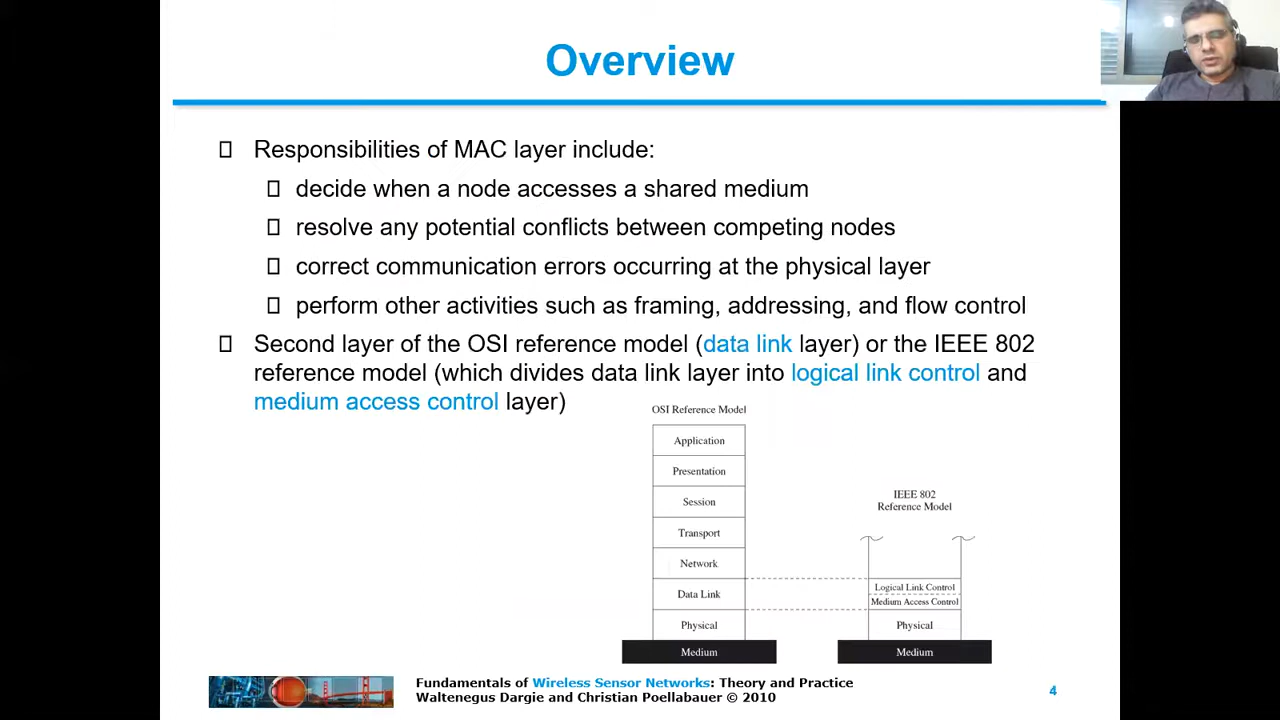 Overview
Responsibilities of MAC layer include:
decide when a node accesses a shared medium
resolve any potential conflicts between competing nodes
correct communication errors occurring at the physical layer
perform other activities such as framing, addressing, and flow control
Second layer of the OSI reference model (data link layer) or the IEEE 802
reference model (which divides data link layer into logical link control and
medium access control layer)
OSI Reference Model
Application
Presentation
Session
Transport
Network
Data Link
Physical
Medium
IEEE 802
Reference Model
Logical Link Control
Medium Access Control
Physical
Medium
Fundamentals of Wireless Sensor Networks: Theory and Practice
Waltenegus Dargie and Christian Poellabauer © 2010
4